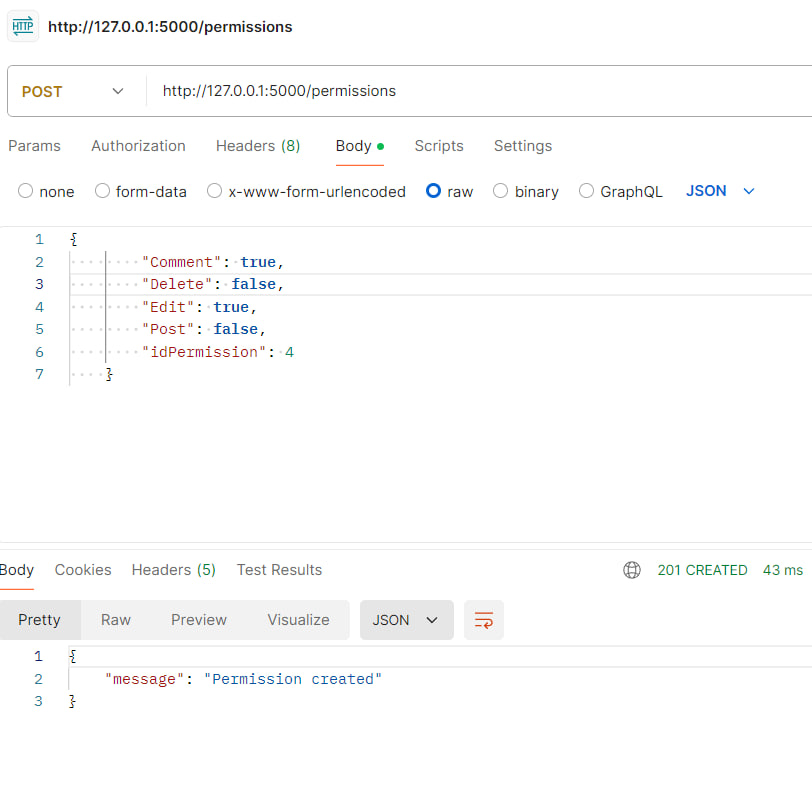 HTTP http://127.0.0.1:5000/permissions
POST http://127.0.0.1:5000/permissions
Params Authorization Headers (8) Body Scripts Settings
none form-data x-www-form-urlencoded raw binary GraphQL JSON
1 {
2 "Comment": true,
3 "Delete": false,
4 "Edit": true,
5 "Post": false,
6 "idPermission": 4
7 }
Body Cookies Headers (5) Test Results 201 CREATED 43 ms
Pretty Raw Preview Visualize JSON
1 {
2 "message": "Permission created"
3 }